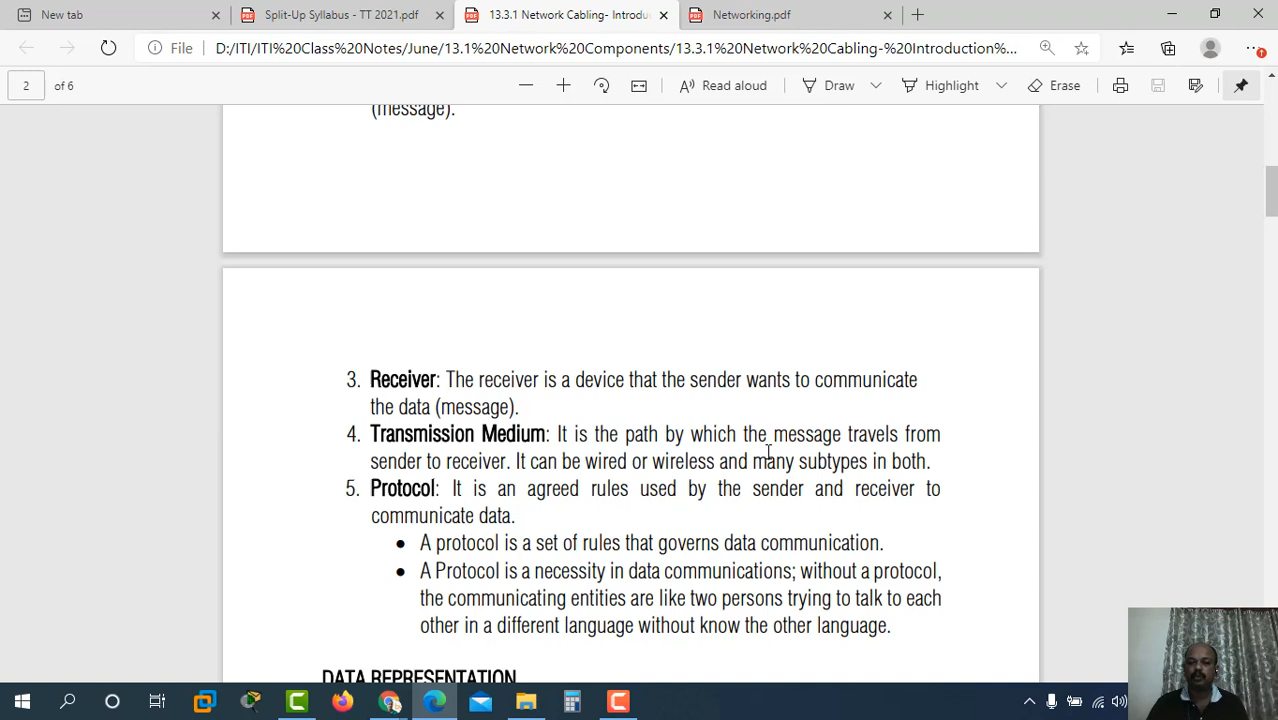 New tab
Split-Up Syllabus - TT 2021.pdf
13.3.1 Network Cabling- Introdu
Networking.pdf
File
D:/ITI/ITI%20Class%20Notes/June/13.1%20Network%20Components/13.3.1%20Network%20Cabling-%20Introduction%...
2
of 6
Read aloud
Draw
Highlight
Erase
(message).
3. Receiver: The receiver is a device that the sender wants to communicate
the data (message).
4. Transmission Medium: It is the path by which the message travels from
sender to receiver. It can be wired or wireless and many subtypes in both.
5. Protocol: It is an agreed rules used by the sender and receiver to
communicate data.
• A protocol is a set of rules that governs data communication.
• A Protocol is a necessity in data communications; without a protocol,
the communicating entities are like two persons trying to talk to each
other in a different language without know the other language.
DATA REPRESENTATION